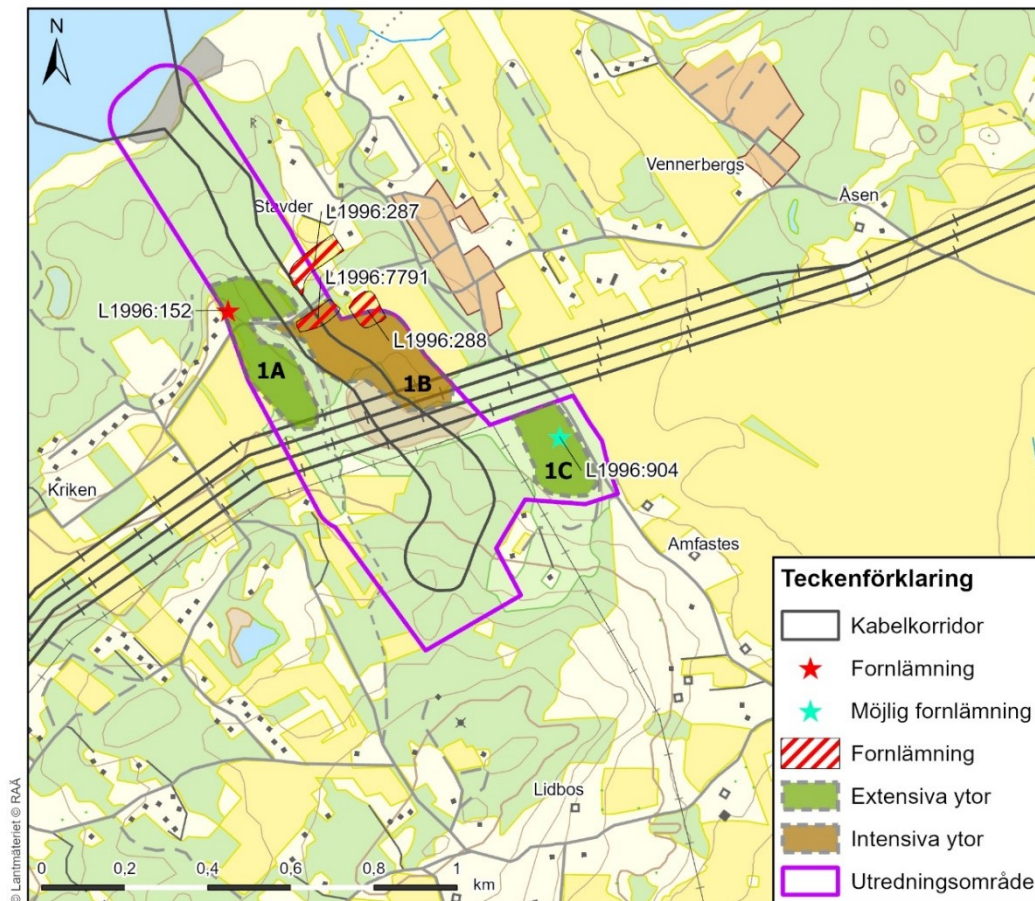 N
Vennerbergs
Åsen
Stavder
L1996:287
L1996:7791
L1996:152
L1996:288
1A
1B
1C
L1996:904
Kriken
Amfastes
Lidbos
Teckenförklaring
Kabelkorridor
Fornlämning
Möjlig fornlämning
Fornlämning
Extensiva ytor
Intensiva ytor
Utredningsområde
0 0,2 0,4 0,6 0,8 1
km
© Lantmäteriet © RAÄ